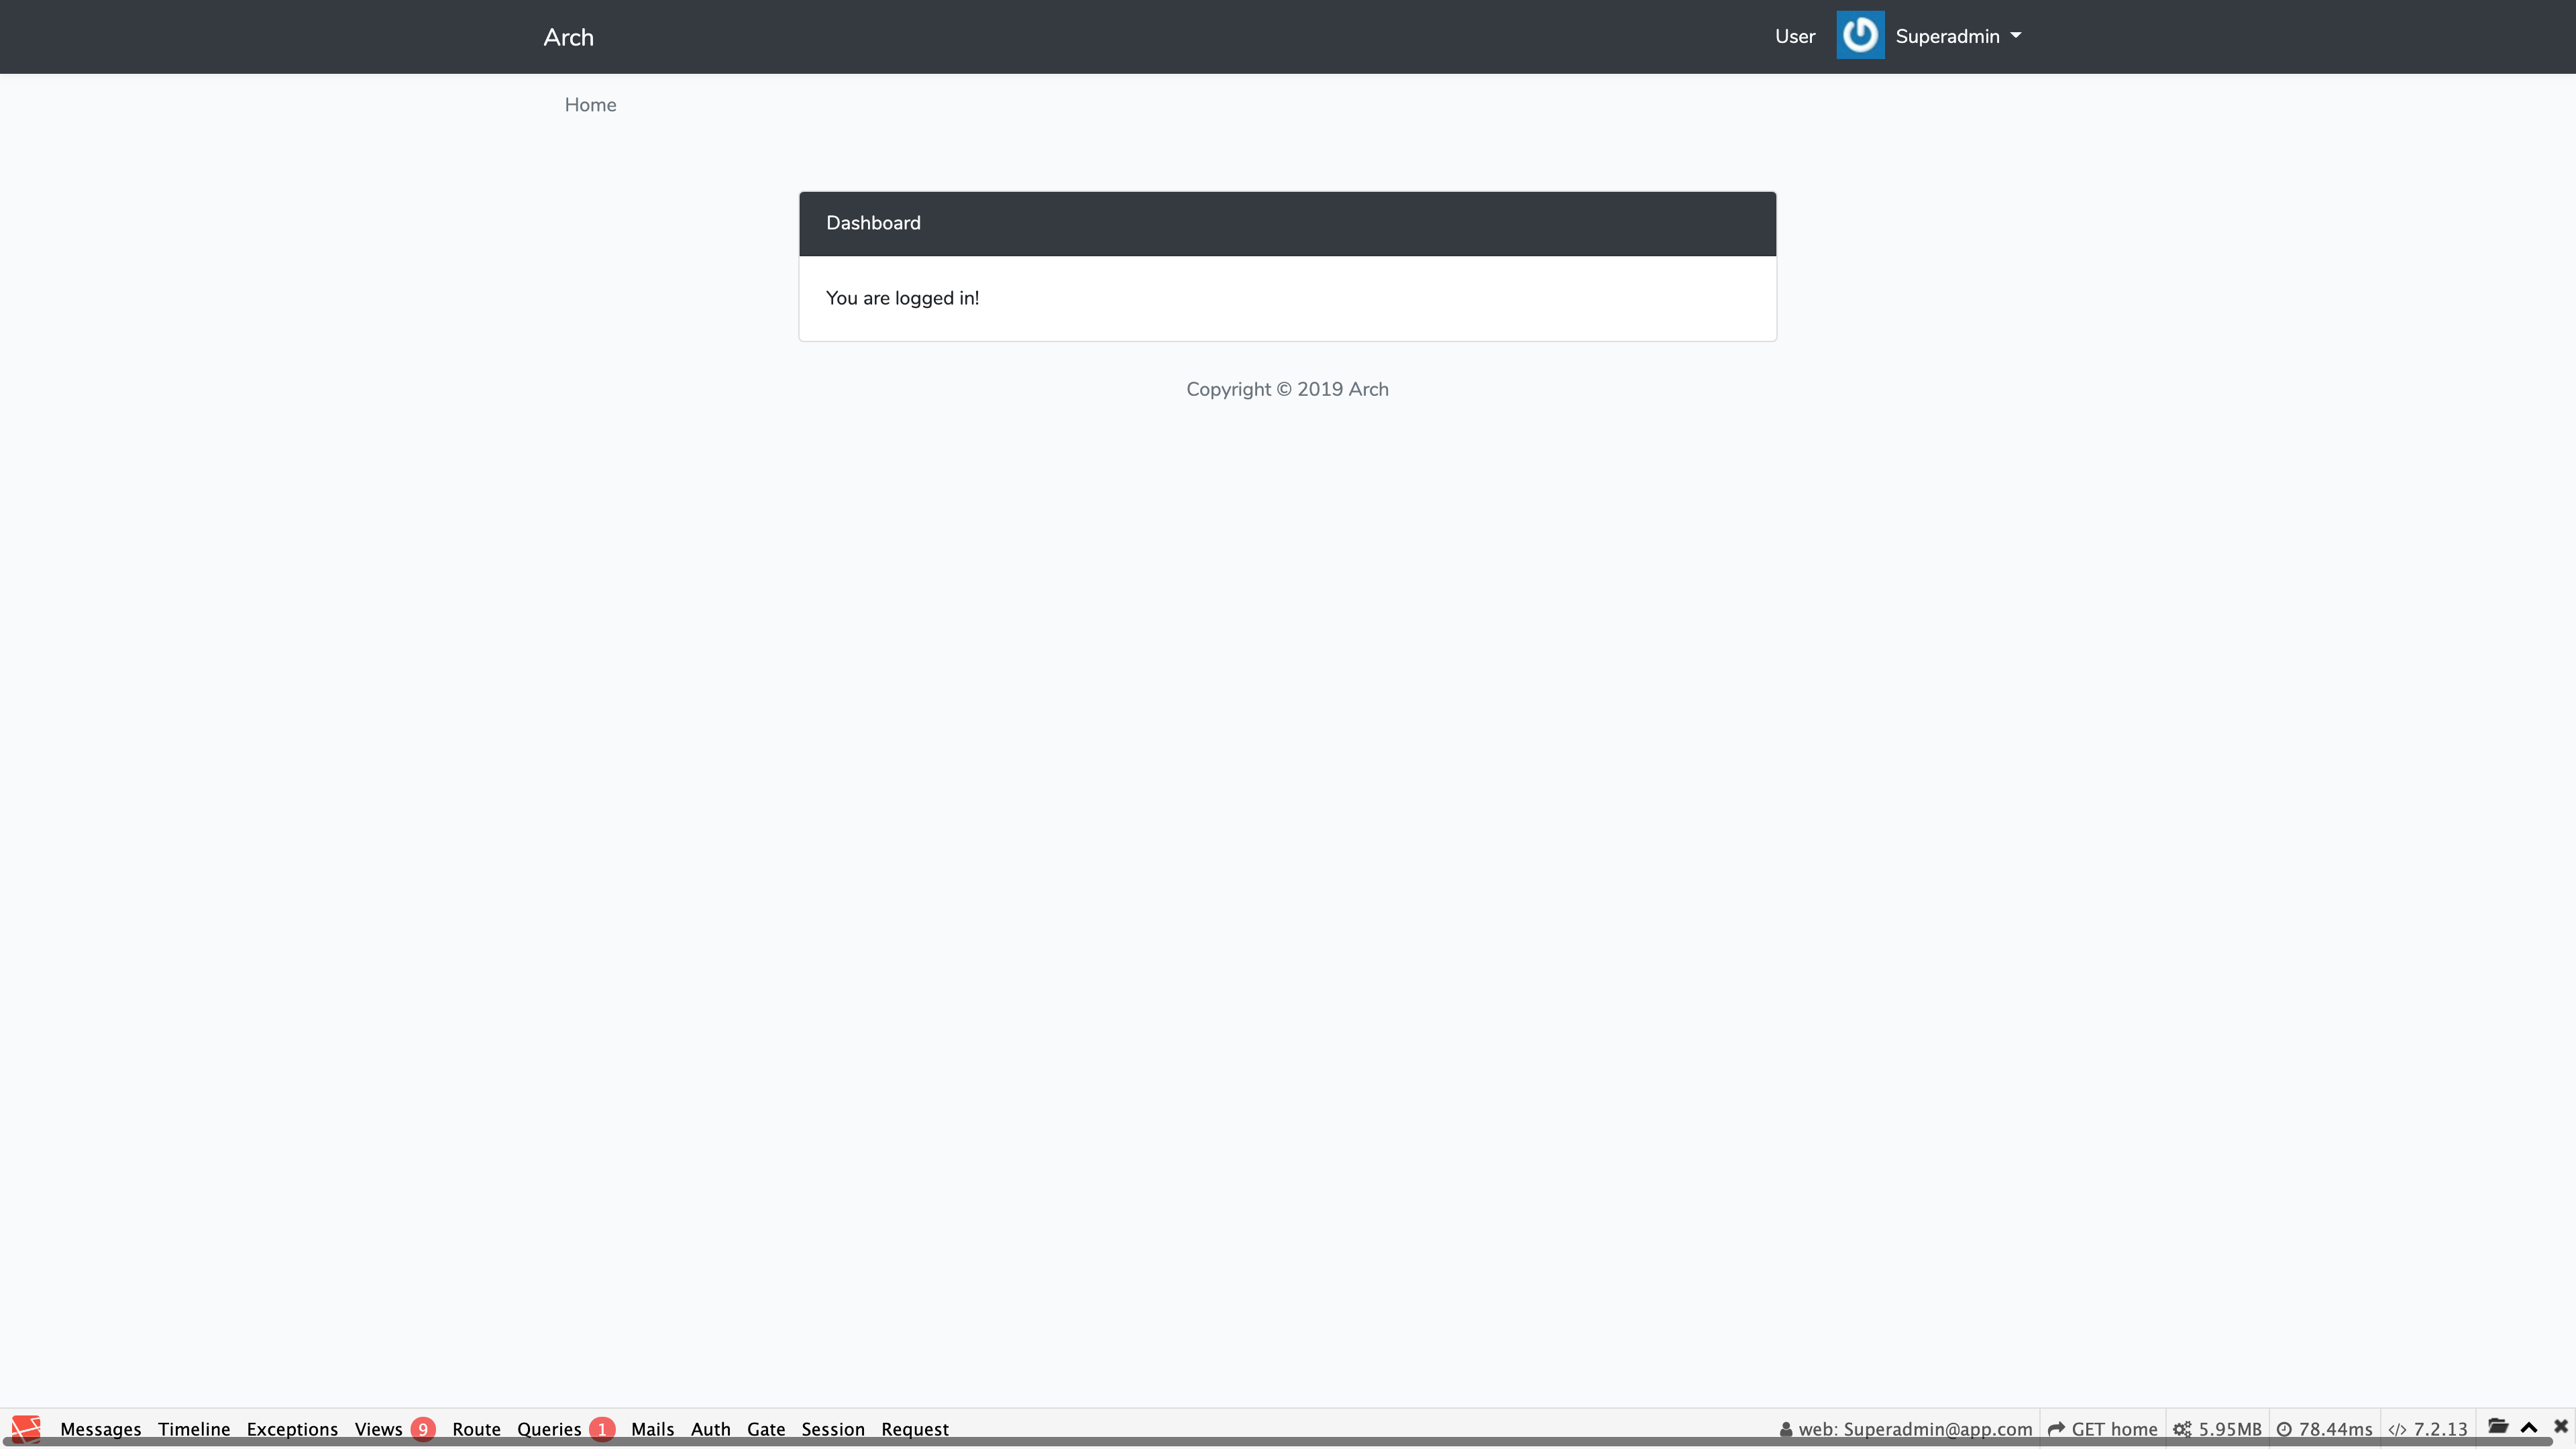 Arch
User Superadmin
Home
Dashboard
You are logged in!
Copyright © 2019 Arch
Messages Timeline Exceptions Views 9 Route Queries 1 Mails Auth Gate Session Request web: Superadmin@app.com GET home 5.95MB 78.44ms 7.2.13